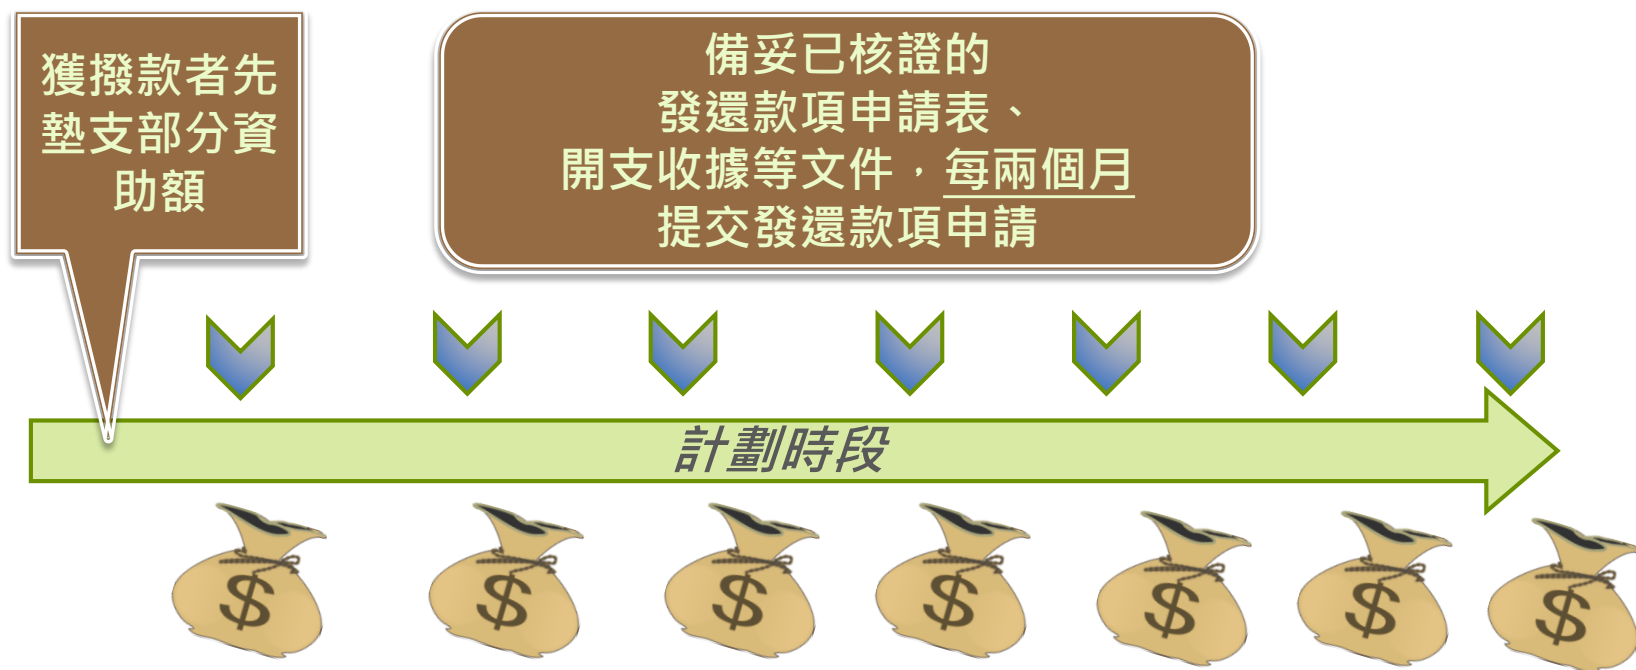 獲撥款者先
墊支部分資
助額
備妥已核證的
發還款項申請表、
開支收據等文件，每兩個月
提交發還款項申請
計劃時段
$
$
$
$
$
$
$